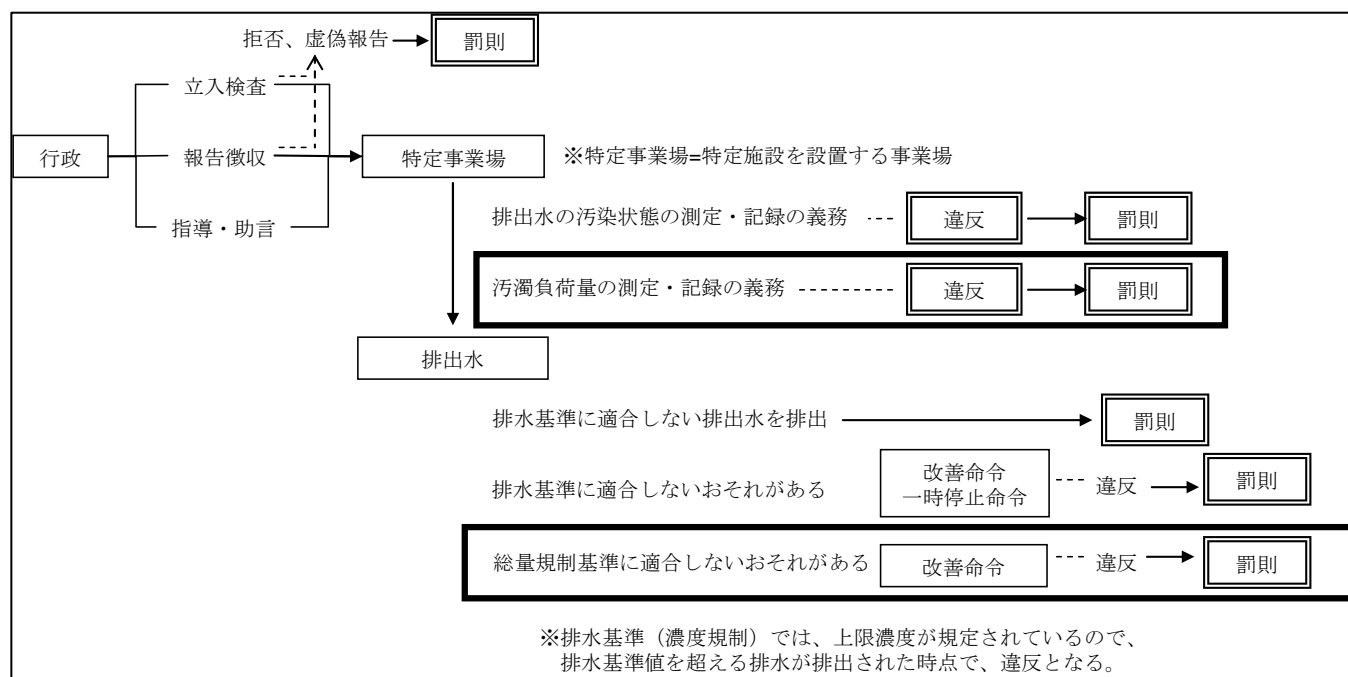 拒否、虚偽報告 罰則
立入検査
行政 報告徴収 特定事業場 ※特定事業場=特定施設を設置する事業場
指導・助言
排出水の汚染状態の測定・記録の義務 違反 罰則
汚濁負荷量の測定・記録の義務 違反 罰則
排出水
排水基準に適合しない排出水を排出 罰則
排水基準に適合しないおそれがある 改善命令 一時停止命令 違反 罰則
総量規制基準に適合しないおそれがある 改善命令 違反 罰則
※排水基準（濃度規制）では、上限濃度が規定されているので、
排水基準値を超える排水が排出された時点で、違反となる。